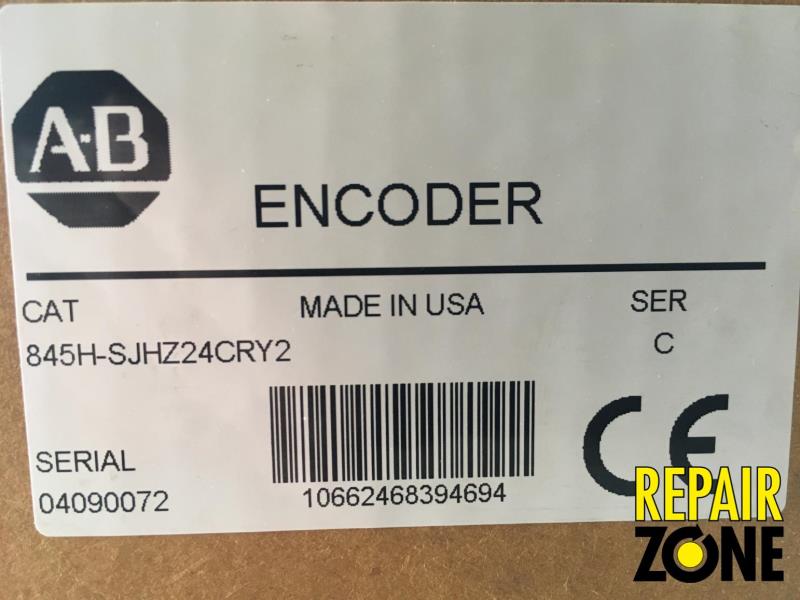 A-B
ENCODER
CAT
MADE IN USA
SER
845H-SJHZ24CRY2
C
SERIAL
04090072
10662468394694
CE
REPAIR
ZONE